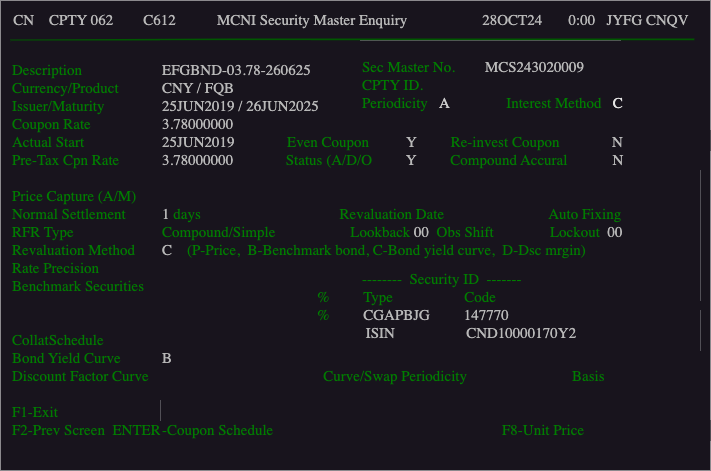 CN CPTY 062 C612 MCNI Security Master Enquiry 28OCT24 0:00 JYFG CNQV
Description EFGBND-03.78-260625 Sec Master No. MCS243020009
Currency/Product CNY / FQB CPTY ID.
Issuer/Maturity 25JUN2019 / 26JUN2025 Periodicity A Interest Method C
Coupon Rate 3.78000000
Actual Start 25JUN2019 Even Coupon Y Re-invest Coupon N
Pre-Tax Cpn Rate 3.78000000 Status (A/D/O Y Compound Accural N
Price Capture (A/M)
Normal Settlement 1 days Revaluation Date Auto Fixing
RFR Type Compound/Simple Lookback 00 Obs Shift Lockout 00
Revaluation Method C (P-Price, B-Benchmark bond, C-Bond yield curve, D-Dsc mrgin)
Rate Precision
Benchmark Securities -------- Security ID -------
% Type Code
% CGAPBJG 147770
ISIN CND10000170Y2
CollatSchedule
Bond Yield Curve B
Discount Factor Curve Curve/Swap Periodicity Basis
F1-Exit
F2-Prev Screen ENTER-Coupon Schedule F8-Unit Price